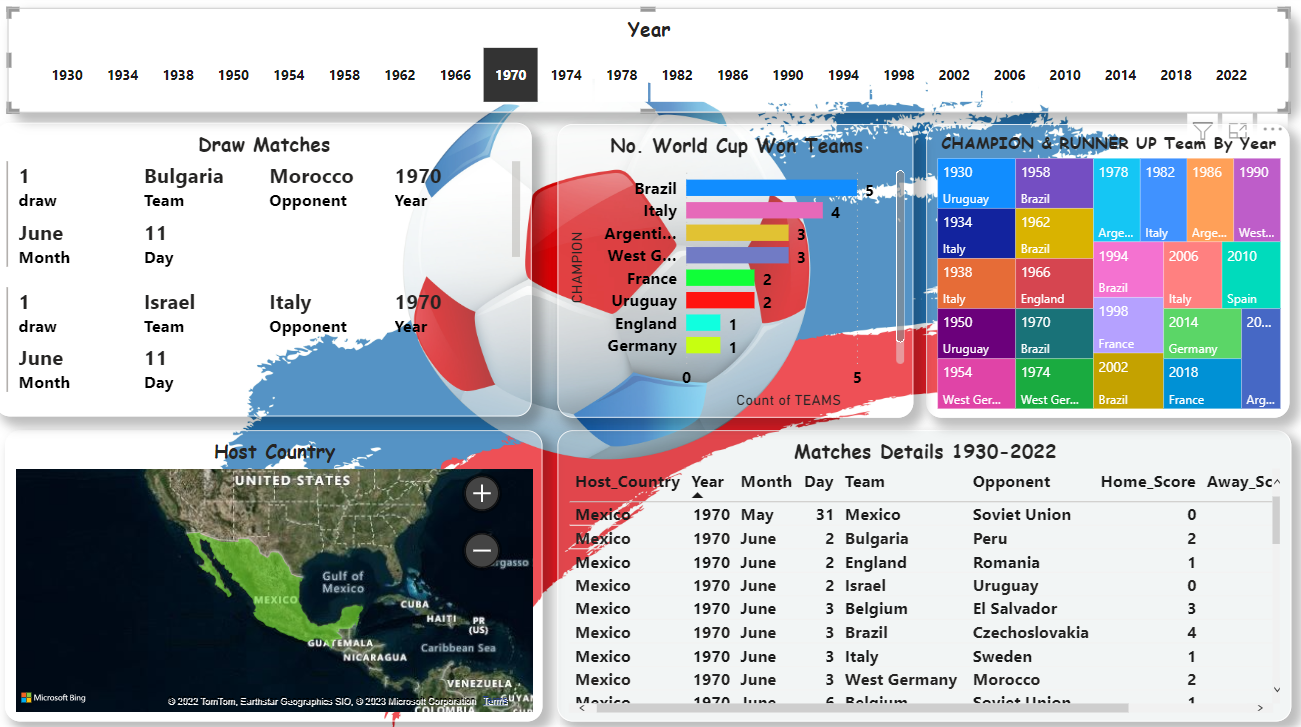 Year
1930 1934 1938 1950 1954 1958 1962 1966 1970 1974 1978 1982 1986 1990 1994 1998 2002 2006 2010 2014 2018 2022
Draw Matches
1 Bulgaria Morocco 1970
draw Team Opponent Year
June 11
Month Day
1 Israel Italy 1970
draw Team Opponent Year
June 11
Month Day
No. World Cup Won Teams
CHAMPION
Brazil 5
Italy 4
Argenti... 3
West G... 3
France 2
Uruguay 2
England 1
Germany 1
0 5
Count of TEAMS
CHAMPION & RUNNER UP Team By Year
1930
Uruguay
1934
Italy
1938
Italy
1950
Uruguay
1954
West Ger...
1958
Brazil
1962
Brazil
1966
England
1970
Brazil
1974
West Ger...
1978
Arge...
1982
Italy
1986
Arge...
1990
West...
1994
Brazil
1998
France
2002
Brazil
2006
Italy
2010
Spain
2014
Germany
2018
France
20...
Arg...
Host Country
UNITED STATES
rgasso
Gulf of
Mexico
MEXICO
CUBA
HAITI
PR
(US)
GUATEMALA
Caribbean Sea
NICARAGUA
VENEZUELA
GUYAN
COLOMBIA
Microsoft Bing
© 2022 TomTom, Earthstar Geographics SIO, © 2023 Microsoft Corporation Terms
Matches Details 1930-2022
Host_Country Year Month Day Team Opponent Home_Score Away_Sc
Mexico 1970 May 31 Mexico Soviet Union 0
Mexico 1970 June 2 Bulgaria Peru 2
Mexico 1970 June 2 England Romania 1
Mexico 1970 June 2 Israel Uruguay 0
Mexico 1970 June 3 Belgium El Salvador 3
Mexico 1970 June 3 Brazil Czechoslovakia 4
Mexico 1970 June 3 Italy Sweden 1
Mexico 1970 June 3 West Germany Morocco 2
Mexico 1970 June 6 Belgium Soviet Union 1